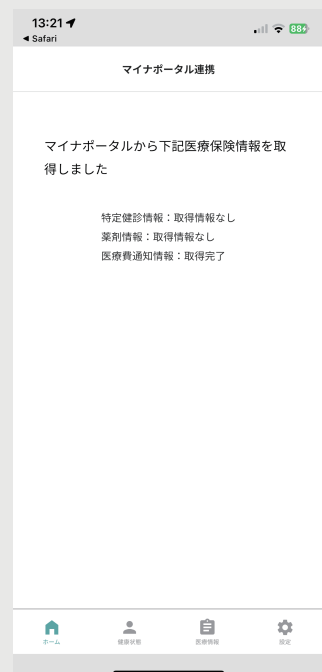 13:21
◀ Safari
88
マイナポータル連携
マイナポータルから下記医療保険情報を取
得しました
特定健診情報：取得情報なし
薬剤情報：取得情報なし
医療費通知情報：取得完了
ホーム
健康状態
医療情報
設定